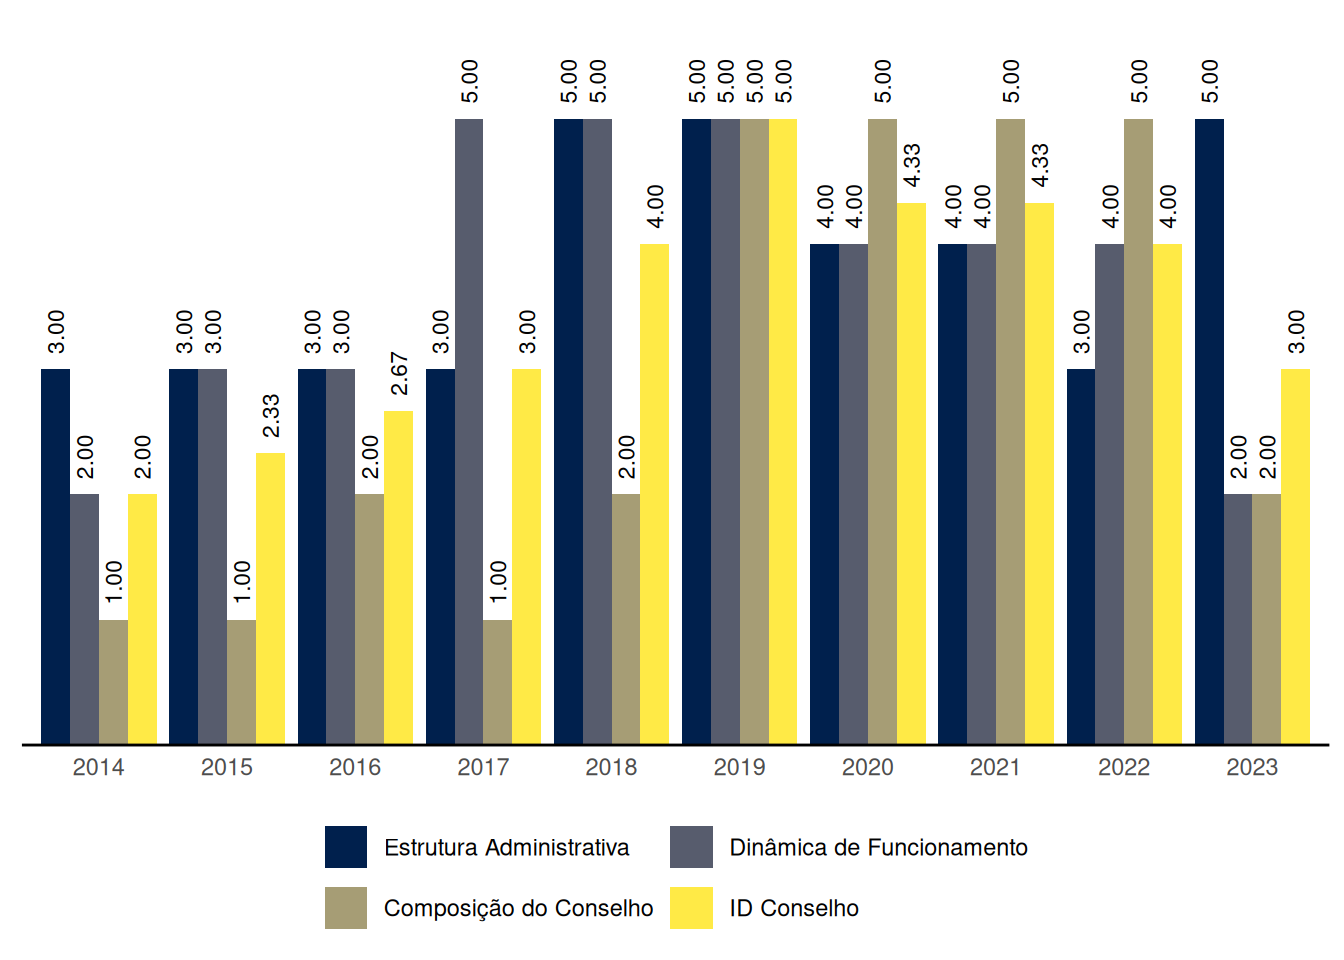 5.00 5.00 5.00 5.00 5.00 5.00 5.00 5.00 5.00 5.00 5.00
4.33 4.33
4.00 4.00 4.00 4.00 4.00 4.00 4.00
3.00 3.00 3.00 3.00 3.00 3.00 3.00 3.00 3.00
2.67
2.33
2.00 2.00 2.00 2.00 2.00 2.00
1.00 1.00 1.00
2014 2015 2016 2017 2018 2019 2020 2021 2022 2023
Estrutura Administrativa Dinâmica de Funcionamento
Composição do Conselho ID Conselho